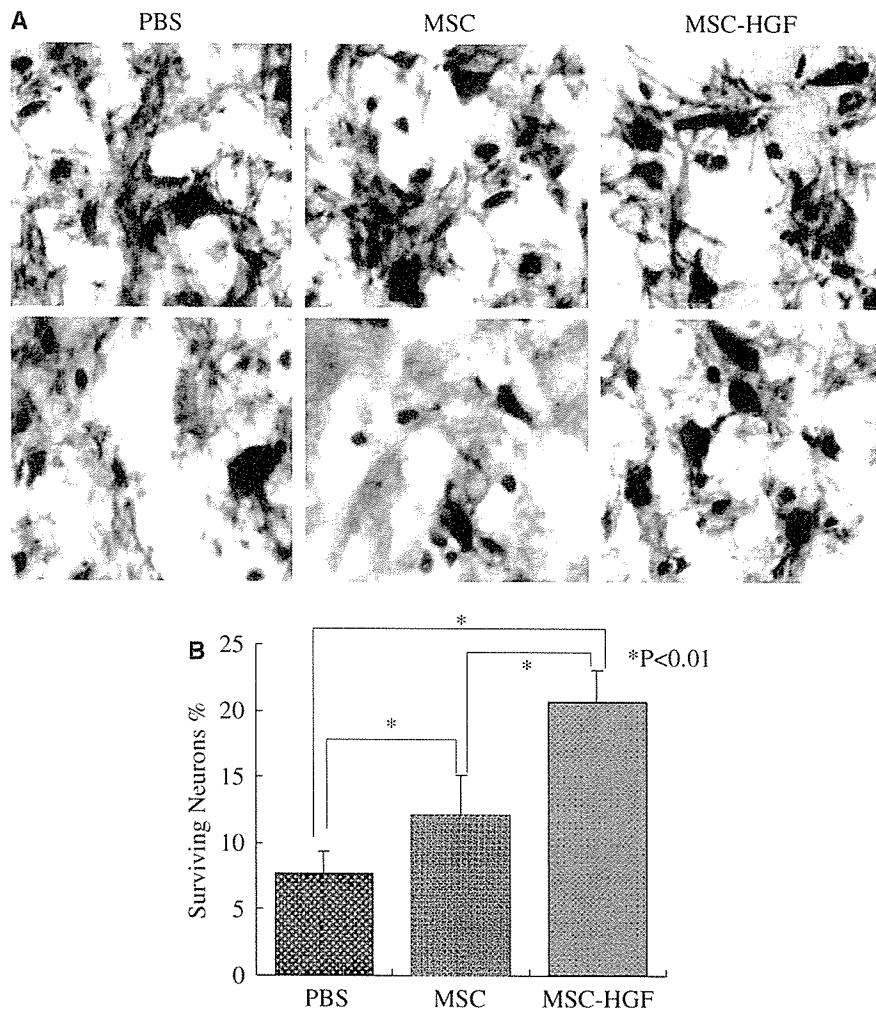 A
PBS MSC MSC-HGF
B
Surviving Neurons %
25
20
15
10
5
0
*
*
*
*P<0.01
PBS MSC MSC-HGF